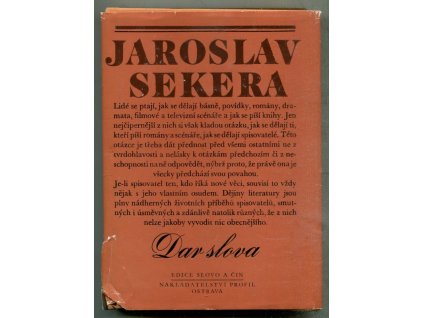 JAROSLAV
SEKERA
Lidé se ptají, jak se dělají básně, povídky, romány, dra-
mata, filmové a televizní scénáře a jak se píší knihy. Jen
nejčipernější z nich si však kladou otázku, jak se dělají ti,
kteří píší romány a scénáře, jak se dělají spisovatelé. Této
otázce je třeba dát přednost před všemi ostatními ne z
tvrdohlavosti a nelásky k otázkám předchozím či z ne-
schopnosti na ně odpovědět, nýbrž proto, že právě ona je
všecky předchází svou povahou.
Je-li spisovatel ten, kdo říká nové věci, souvisí to vždy
nějak s jeho vlastním osudem. Dějiny literatury jsou
plny nádherných životních příběhů spisovatelů, smut-
ných i úsměvných a zdánlivě natolik různých, že z nich
nelze jakoby vyvodit nic obecnějšího.
Dar slova
EDICE SLOVO A ČIN
NAKLADATELSTVÍ PROFIL
OSTRAVA